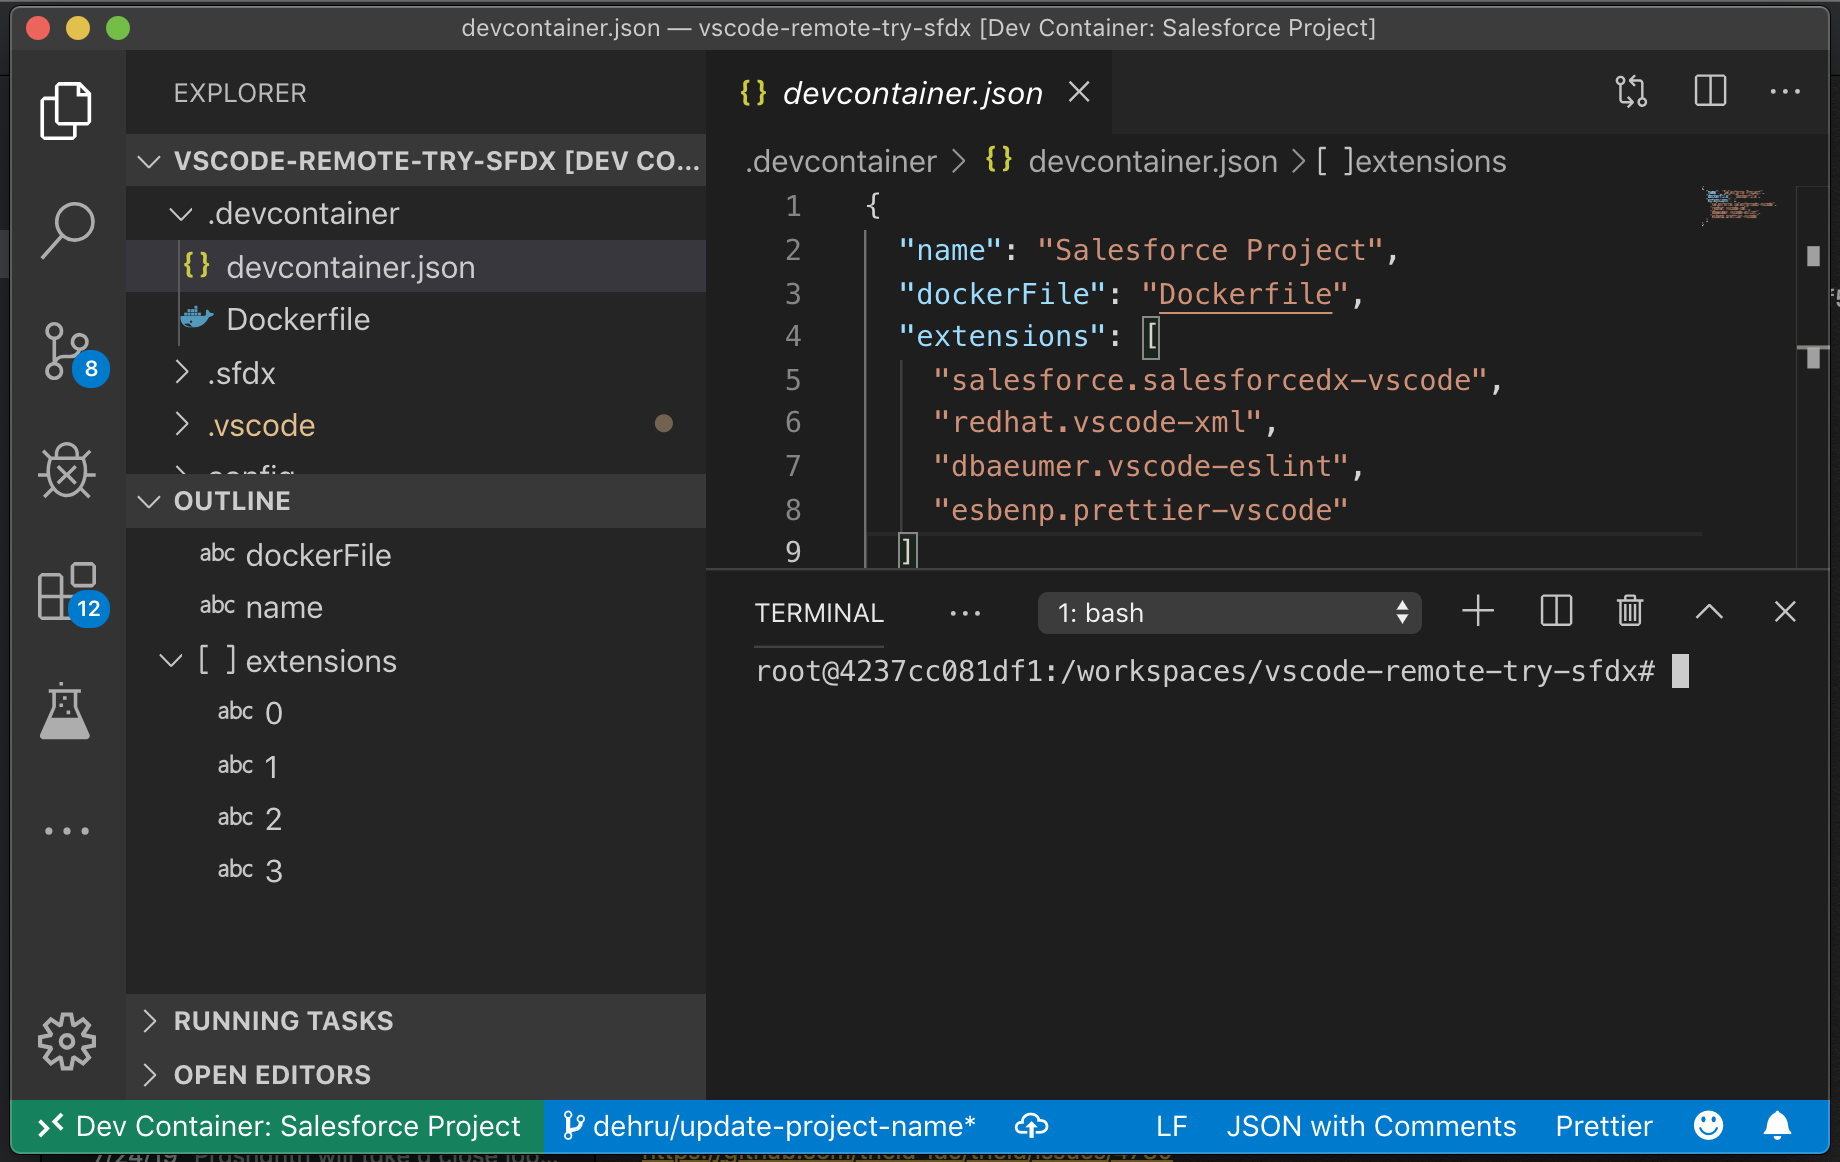 devcontainer.json — vscode-remote-try-sfdx [Dev Container: Salesforce Project]
EXPLORER
VSCODE-REMOTE-TRY-SFDX [DEV CO...
.devcontainer
{} devcontainer.json
Dockerfile
.sfdx
.vscode
config
8
12
OUTLINE
abc dockerFile
abc name
[ ] extensions
abc 0
abc 1
abc 2
abc 3
RUNNING TASKS
OPEN EDITORS
{} devcontainer.json
.devcontainer > {} devcontainer.json > [ ]extensions
1 {
2 "name": "Salesforce Project",
3 "dockerFile": "Dockerfile",
4 "extensions": [
5 "salesforce.salesforcedx-vscode",
6 "redhat.vscode-xml",
7 "dbaeumer.vscode-eslint",
8 "esbenp.prettier-vscode"
9 ]
TERMINAL ... 1: bash
root@4237cc081df1:/workspaces/vscode-remote-try-sfdx#
Dev Container: Salesforce Project dehru/update-project-name* LF JSON with Comments Prettier